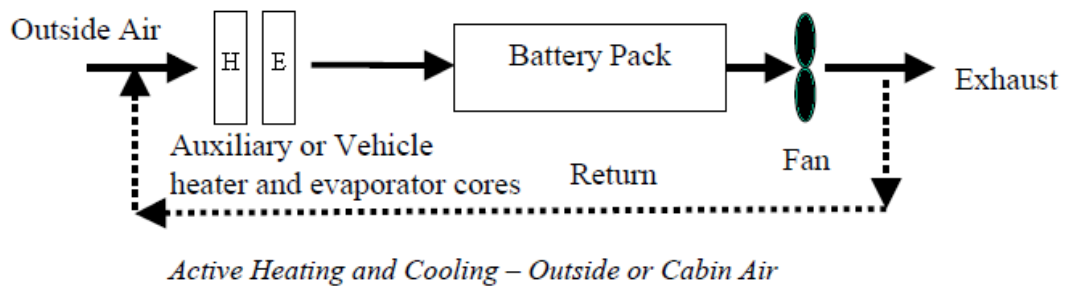 Outside Air
H E
Battery Pack
Exhaust
Auxiliary or Vehicle
heater and evaporator cores
Return
Fan
Active Heating and Cooling – Outside or Cabin Air